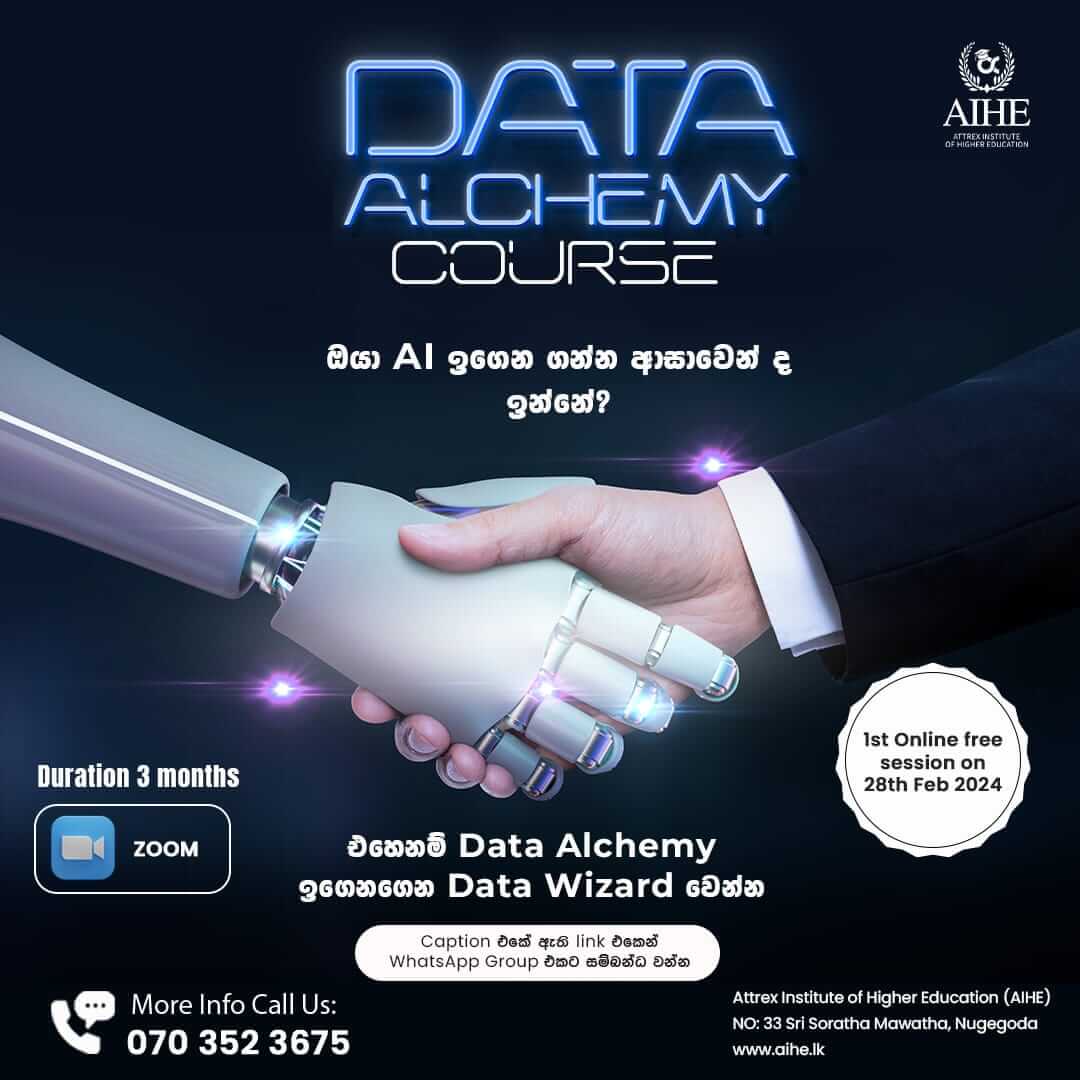 DATA
ALCHEMY
COURSE
AIHE
ATTREX INSTITUTE
OF HIGHER EDUCATION
ඔයා AI ඉගෙන ගන්න ආසාවෙන් ද
ඉන්නේ?
1st Online free
session on
28th Feb 2024
Duration 3 months
ZOOM
එහෙනම් Data Alchemy
ඉගෙනගෙන Data Wizard වෙන්න
Caption එකේ ඇති link එකෙන්
WhatsApp Group එකට සම්බන්ධ වන්න
More Info Call Us:
070 352 3675
Attrex Institute of Higher Education (AIHE)
NO: 33 Sri Soratha Mawatha, Nugegoda
www.aihe.lk